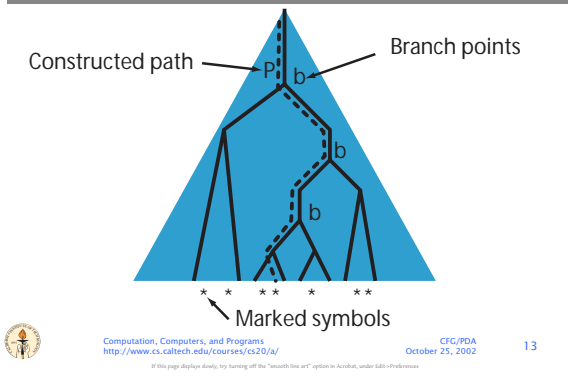 Constructed path
Branch points
P
b
b
b
* * * * * * *
Marked symbols
Computation, Computers, and Programs
http://www.cs.caltech.edu/courses/cs20/a/
CFG/PDA
October 25, 2002
13
If this page displays slowly, try turning off the "smooth line art" option in Acrobat, under Edit>Preferences